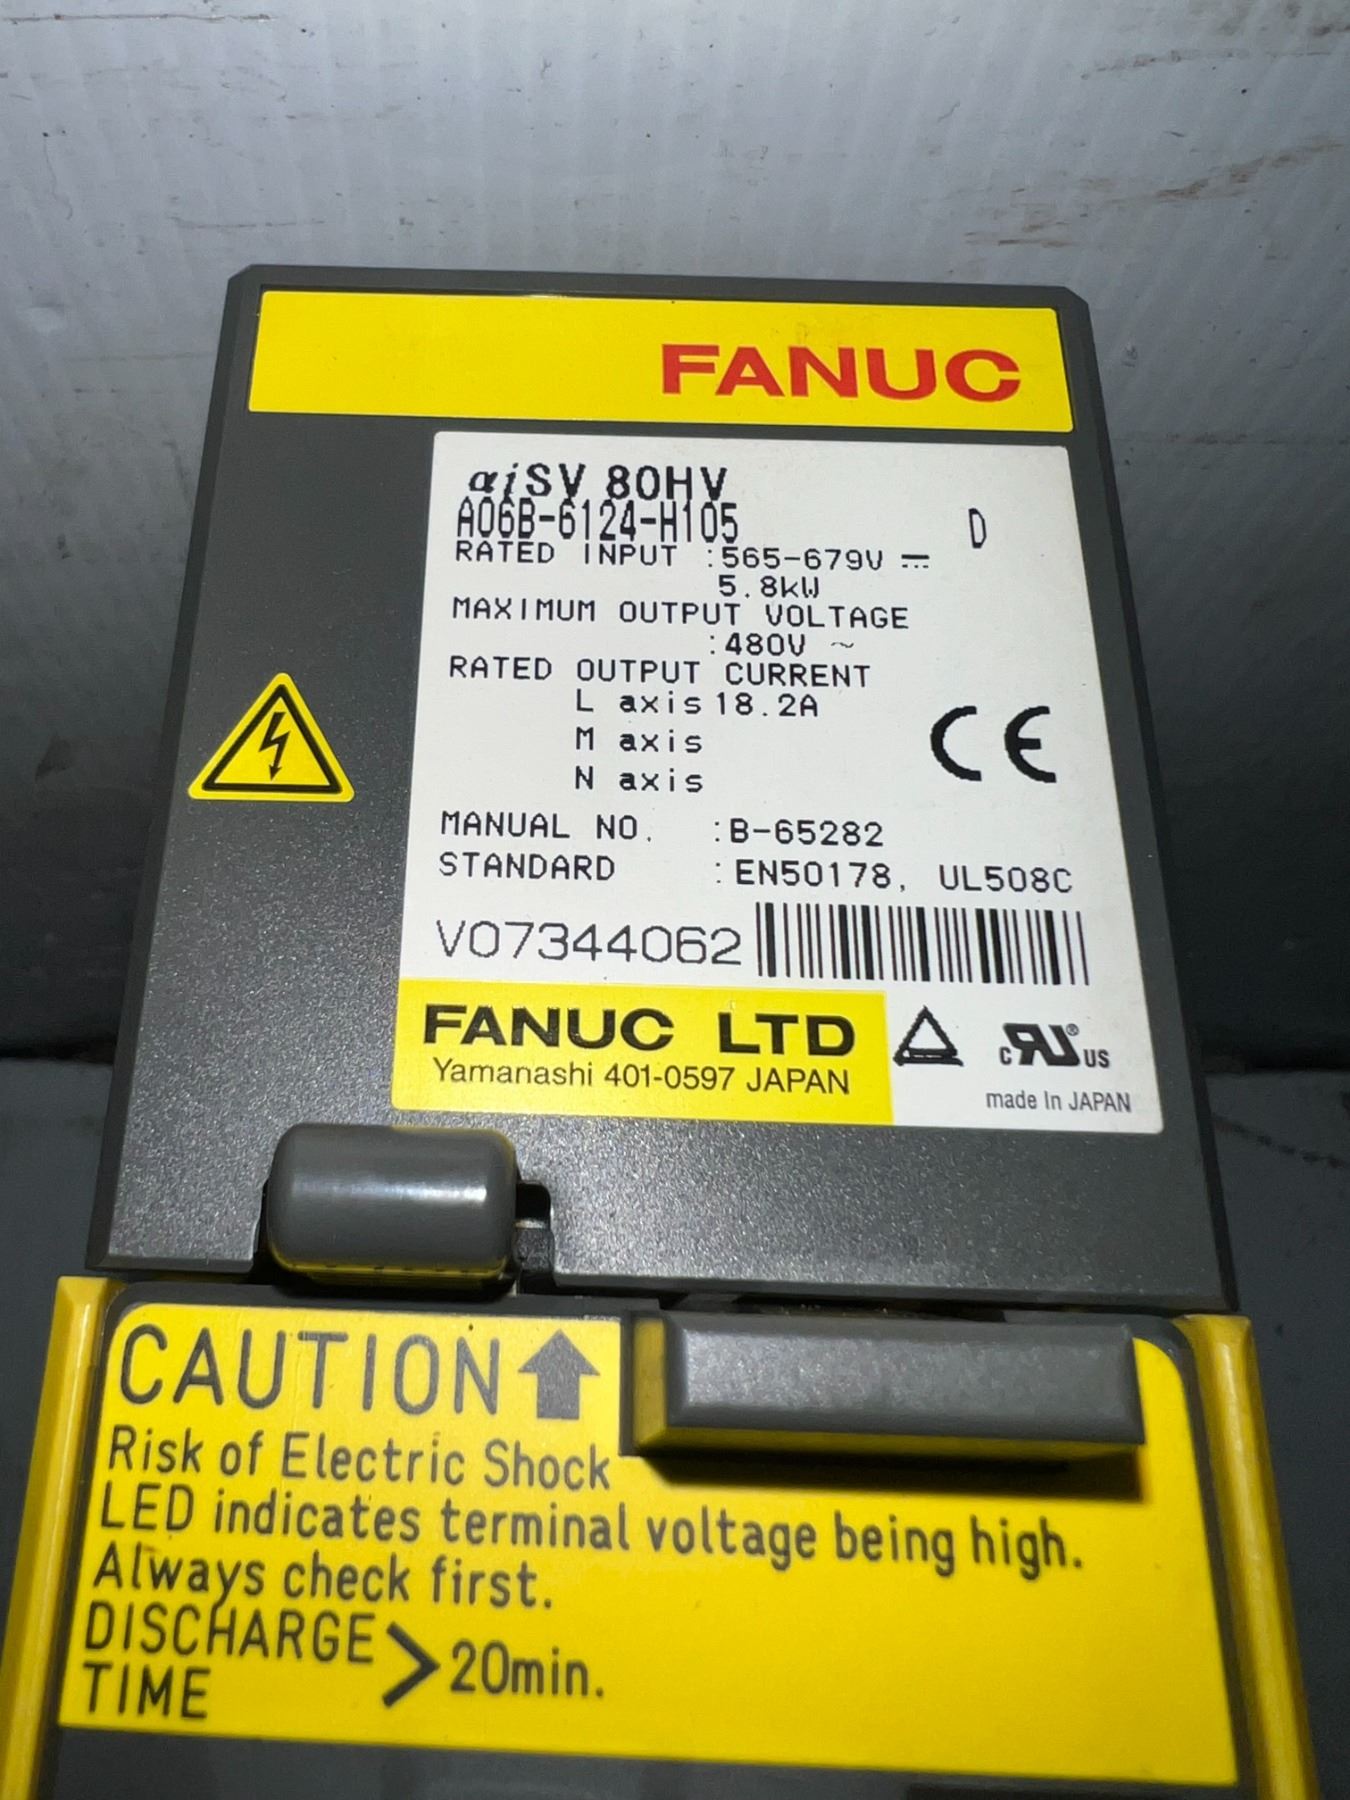 FANUC
αiSV 80HV
A06B-6124-H105 D
RATED INPUT :565-679V ⎓
5.8kW
MAXIMUM OUTPUT VOLTAGE
:480V ~
RATED OUTPUT CURRENT
L axis 18.2A
M axis
N axis
CE
MANUAL NO. :B-65282
STANDARD :EN50178, UL508C
V07344062
FANUC LTD
Yamanashi 401-0597 JAPAN
c RU ® US
made In JAPAN
CAUTION
Risk of Electric Shock
LED indicates terminal voltage being high.
Always check first.
DISCHARGE
TIME > 20min.